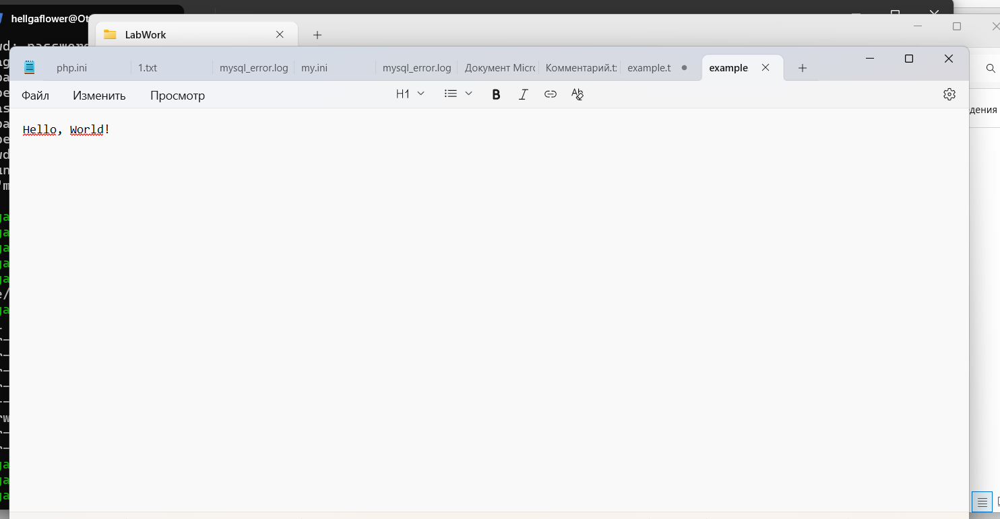 hellgaflower@Ot
LabWork
php.ini
1.txt
mysql_error.log
my.ini
mysql_error.log
Документ Micro
Комментарий.t
example.t
example
Файл
Изменить
Просмотр
H1
B
I
дения
Hello, World!